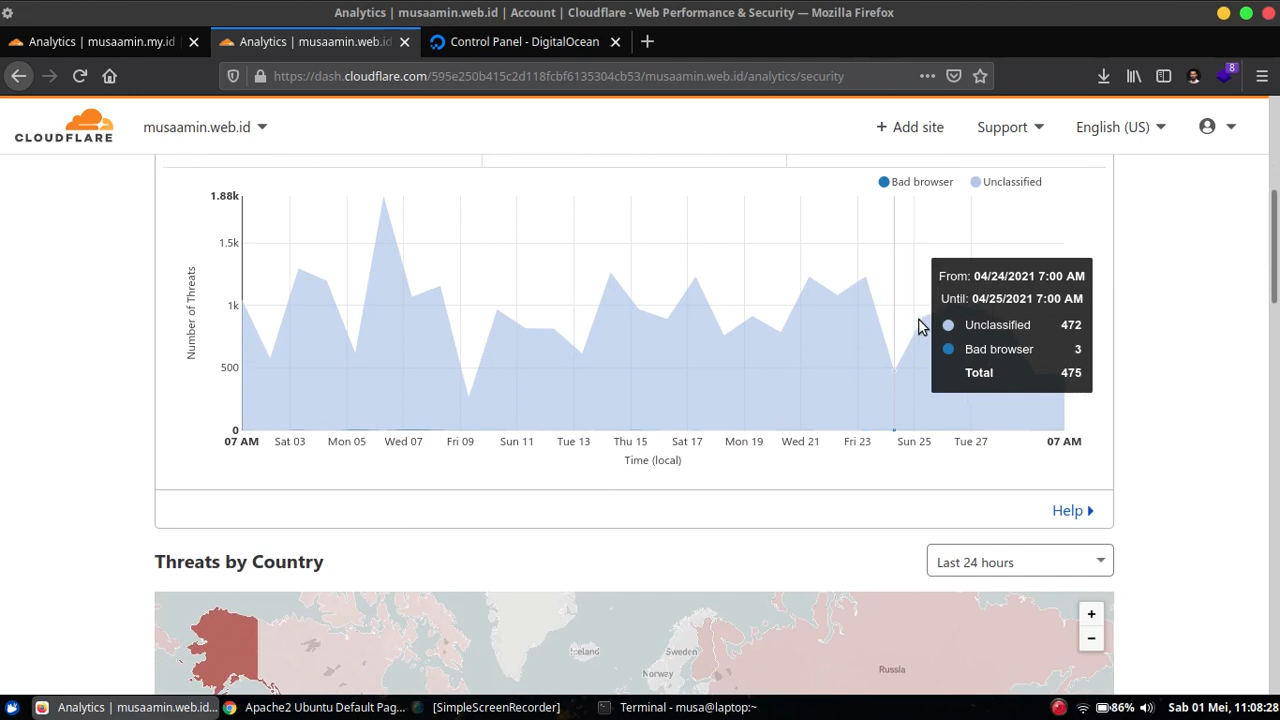 Analytics | musaamin.web.id | Account | Cloudflare - Web Performance & Security — Mozilla Firefox
Analytics | musaamin.my.id
Analytics | musaamin.web.id
Control Panel - DigitalOcean
https://dash.cloudflare.com/595e250b415c2d118fcbf6135304cb53/musaamin.web.id/analytics/security
8
CLOUDFLARE
musaamin.web.id
+ Add site
Support
English (US)
Bad browser
Unclassified
1.88k
1.5k
1k
500
0
Number of Threats
From: 04/24/2021 7:00 AM
Until: 04/25/2021 7:00 AM
Unclassified 472
Bad browser 3
Total 475
07 AM Sat 03 Mon 05 Wed 07 Fri 09 Sun 11 Tue 13 Thu 15 Sat 17 Mon 19 Wed 21 Fri 23 Sun 25 Tue 27 07 AM
Time (local)
Help
Threats by Country
Last 24 hours
+
−
Iceland
Sweden
Norway
Russia
Analytics | musaamin.web.id...
Apache2 Ubuntu Default Pag...
[SimpleScreenRecorder]
Terminal - musa@laptop:~
86%
Sab 01 Mei, 11:08:28